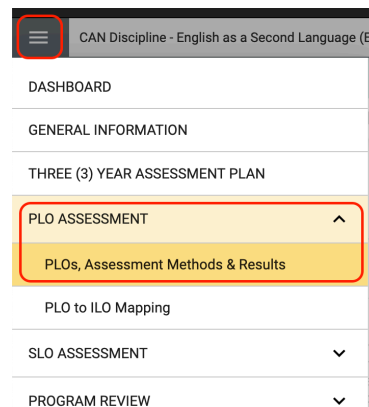 CAN Discipline - English as a Second Language (E
DASHBOARD
GENERAL INFORMATION
THREE (3) YEAR ASSESSMENT PLAN
PLO ASSESSMENT
PLOs, Assessment Methods & Results
PLO to ILO Mapping
SLO ASSESSMENT
PROGRAM REVIEW